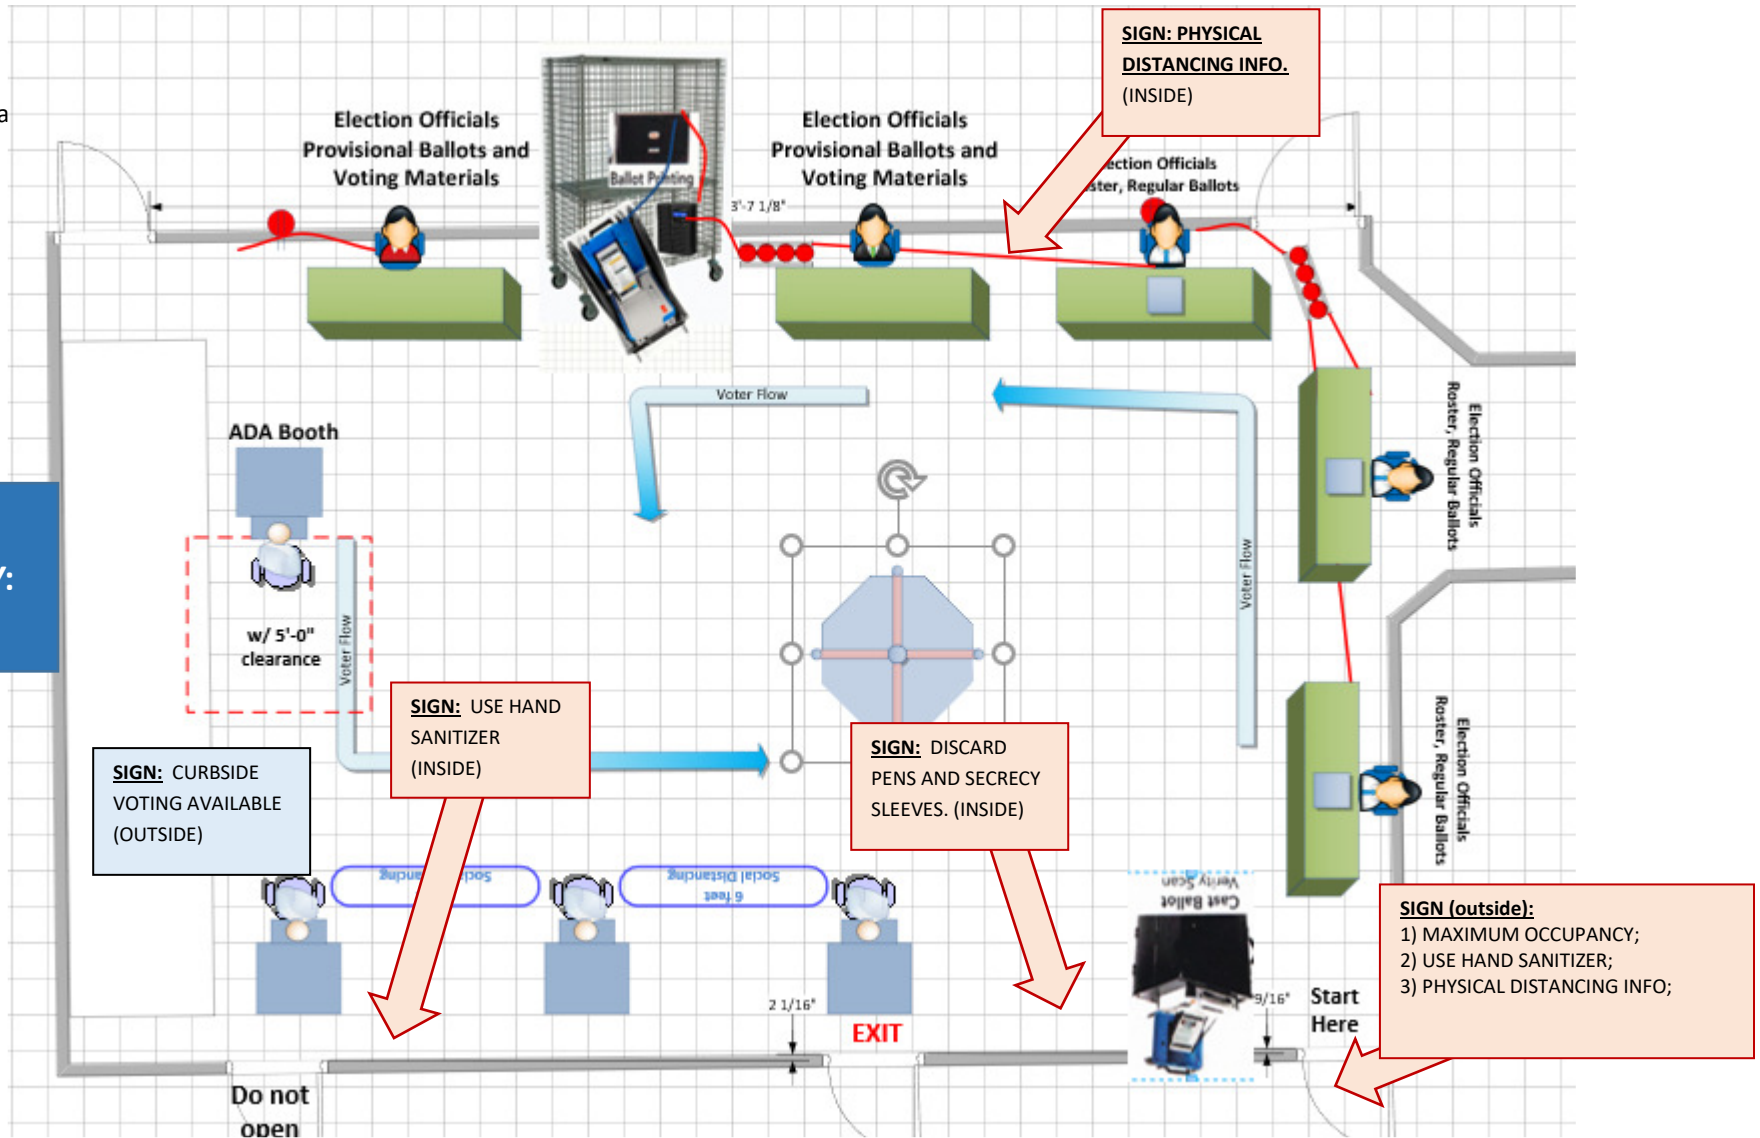 SIGN: PHYSICAL
DISTANCING INFO.
(INSIDE)
a
Election Officials
Provisional Ballots and
Voting Materials
Ballot Printing
Election Officials
Provisional Ballots and
Voting Materials
ection Officials
ster, Regular Ballots
3'-7 1/8"
Voter Flow
Election Officials
Roster, Regular Ballots
ADA Booth
Y:
Voter Flow
w/ 5'-0"
clearance
Voter Flow
SIGN: USE HAND
SANITIZER
(INSIDE)
SIGN: DISCARD
PENS AND SECRECY
SLEEVES. (INSIDE)
SIGN: CURBSIDE
VOTING AVAILABLE
(OUTSIDE)
Election Officials
Roster, Regular Ballots
6 feet
Social Distancing
Cast Ballot
Verity Scan
SIGN (outside):
1) MAXIMUM OCCUPANCY;
2) USE HAND SANITIZER;
3) PHYSICAL DISTANCING INFO;
2 1/16"
9/16"
Start
Here
EXIT
Do not
open